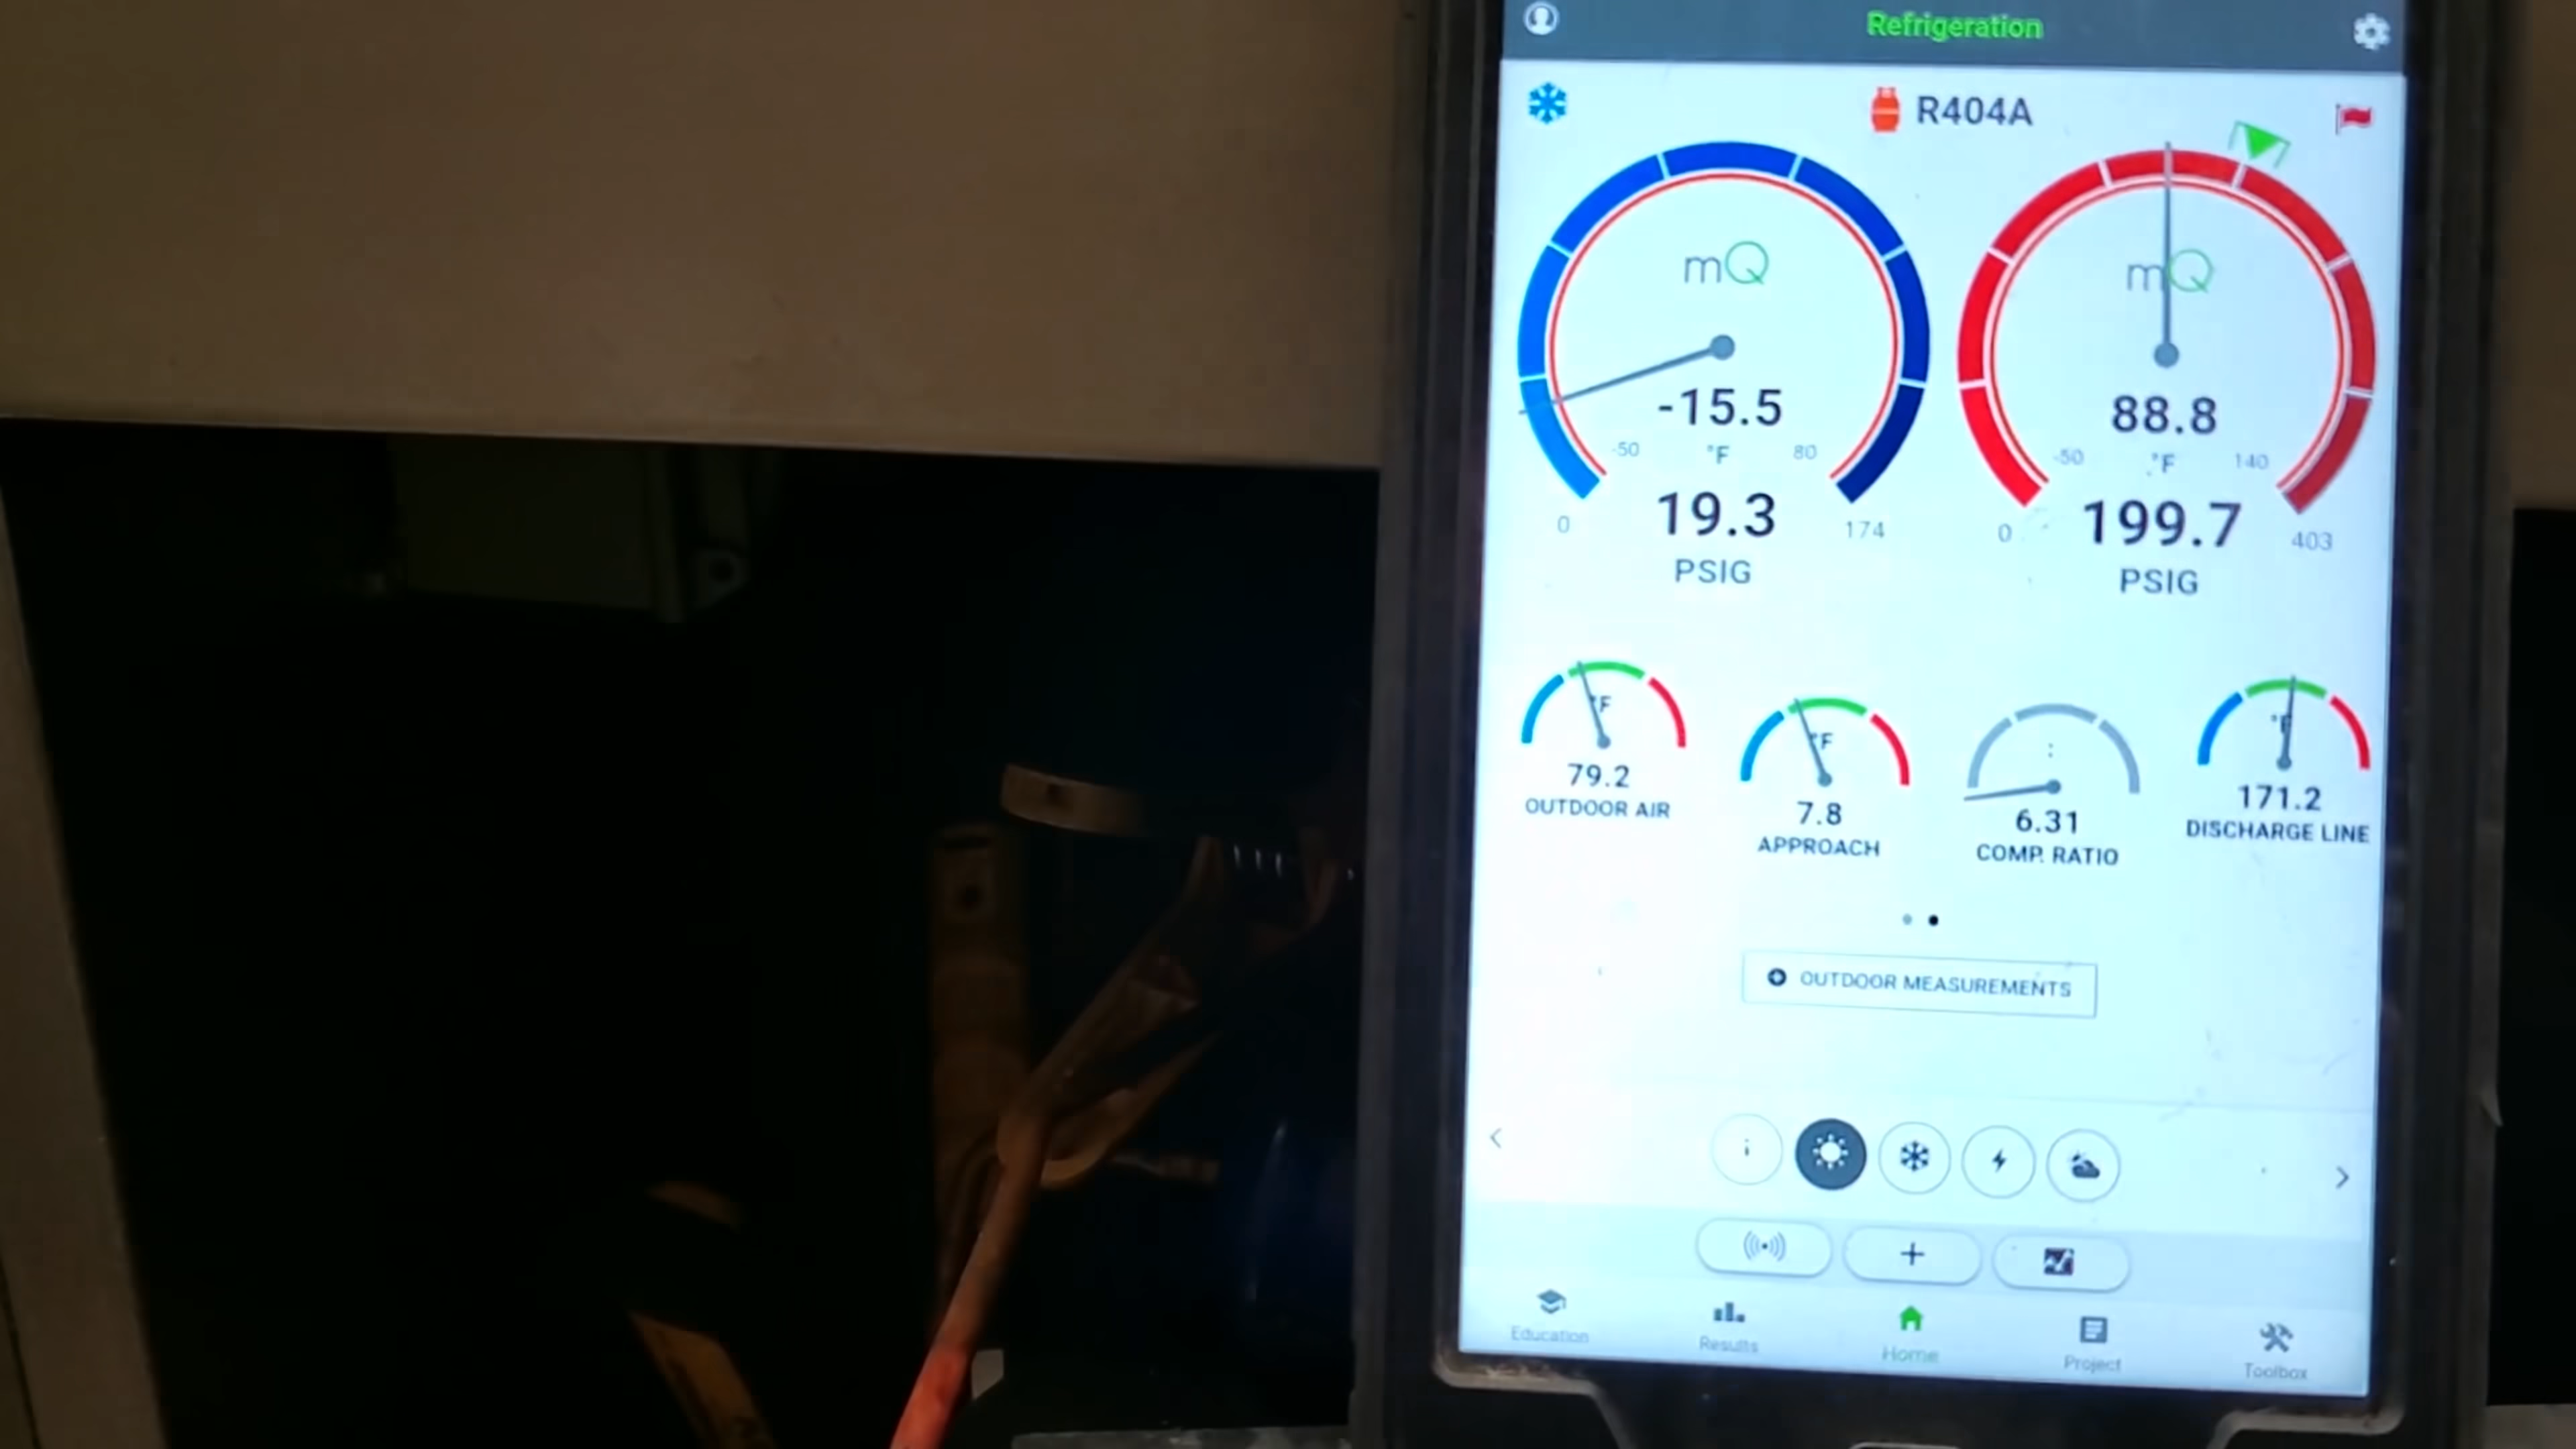 Refrigeration
R404A
mQ
mQ
-15.5
-50 °F 80
19.3
0 174
PSIG
88.8
-50 °F 140
199.7
0 403
PSIG
°F
79.2
OUTDOOR AIR
°F
7.8
APPROACH
:
6.31
COMP. RATIO
°F
171.2
DISCHARGE LINE
OUTDOOR MEASUREMENTS
Education
Results
Home
Project
Toolbox